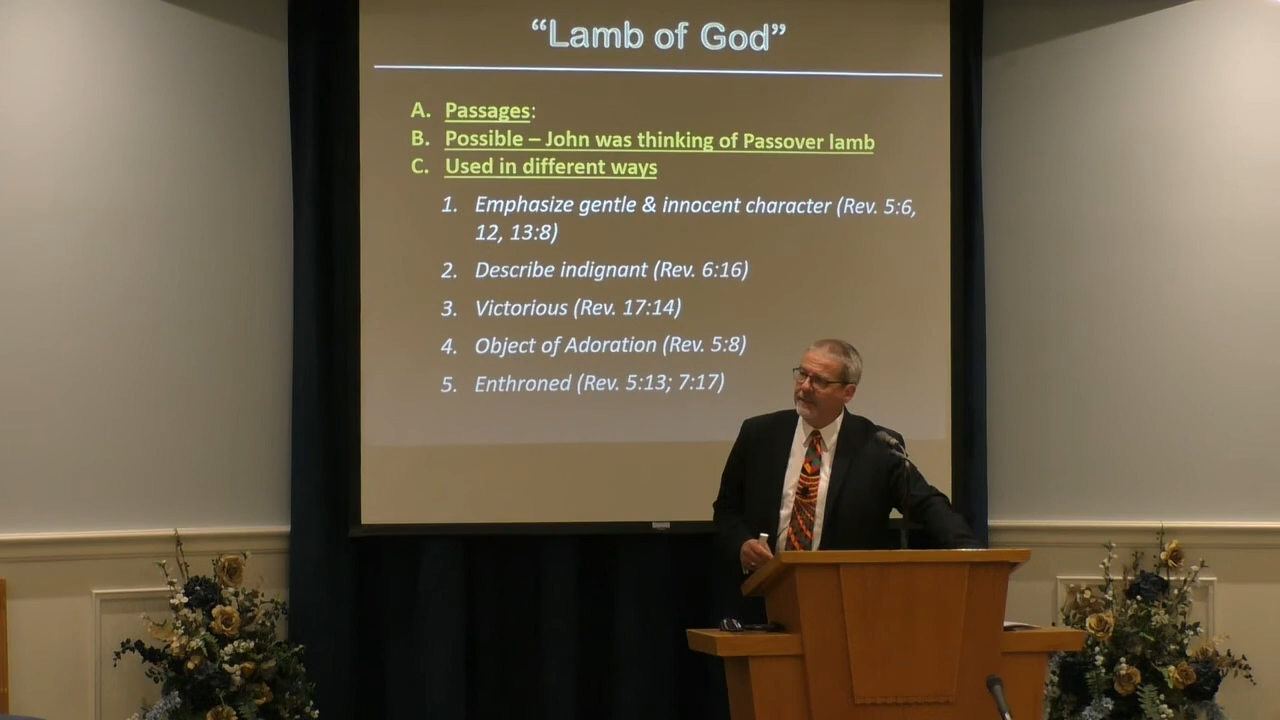 “Lamb of God”
A. Passages:
B. Possible – John was thinking of Passover lamb
C. Used in different ways
1. Emphasize gentle & innocent character (Rev. 5:6,
12, 13:8)
2. Describe indignant (Rev. 6:16)
3. Victorious (Rev. 17:14)
4. Object of Adoration (Rev. 5:8)
5. Enthroned (Rev. 5:13; 7:17)